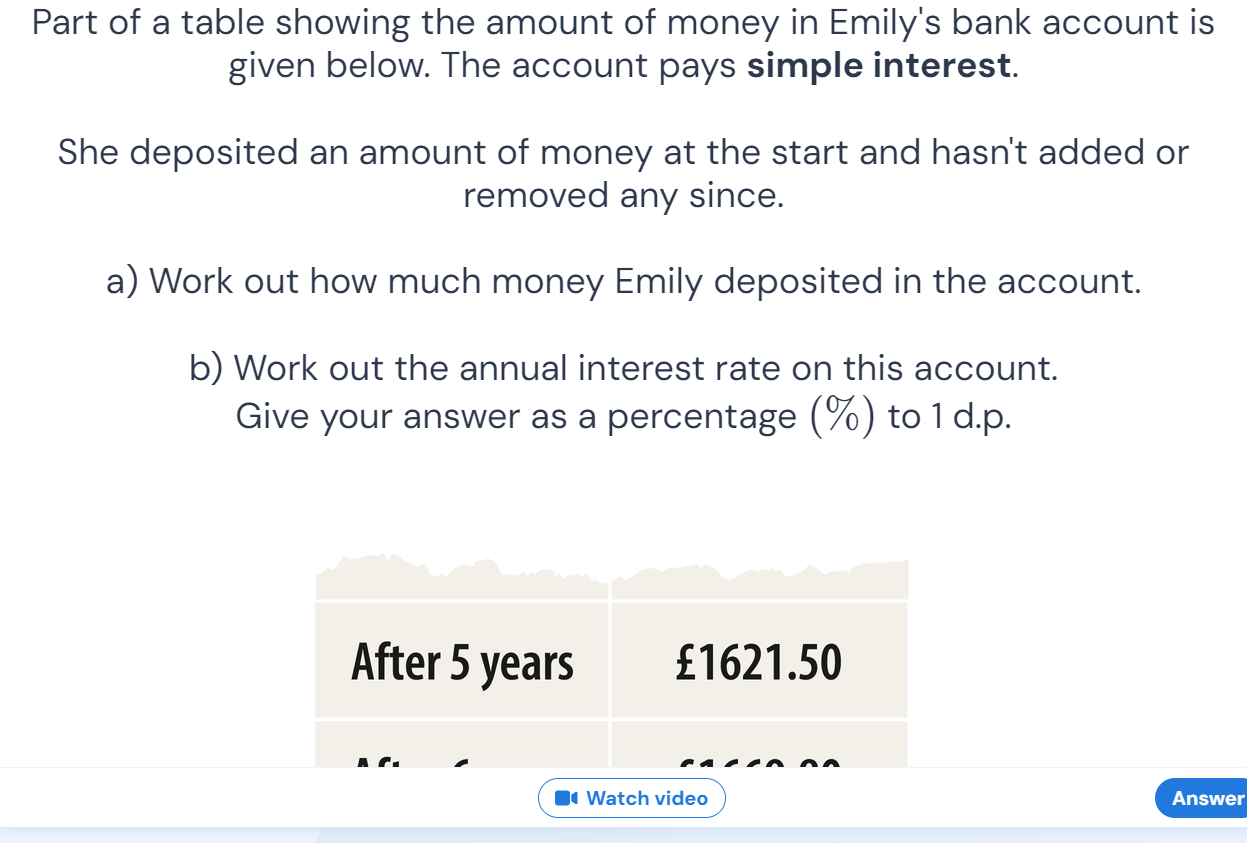 Part of a table showing the amount of money in Emily's bank account is
given below. The account pays simple interest.
She deposited an amount of money at the start and hasn't added or
removed any since.
a) Work out how much money Emily deposited in the account.
b) Work out the annual interest rate on this account.
Give your answer as a percentage (%) to 1 d.p.
After 5 years £1621.50
Watch video
Answer